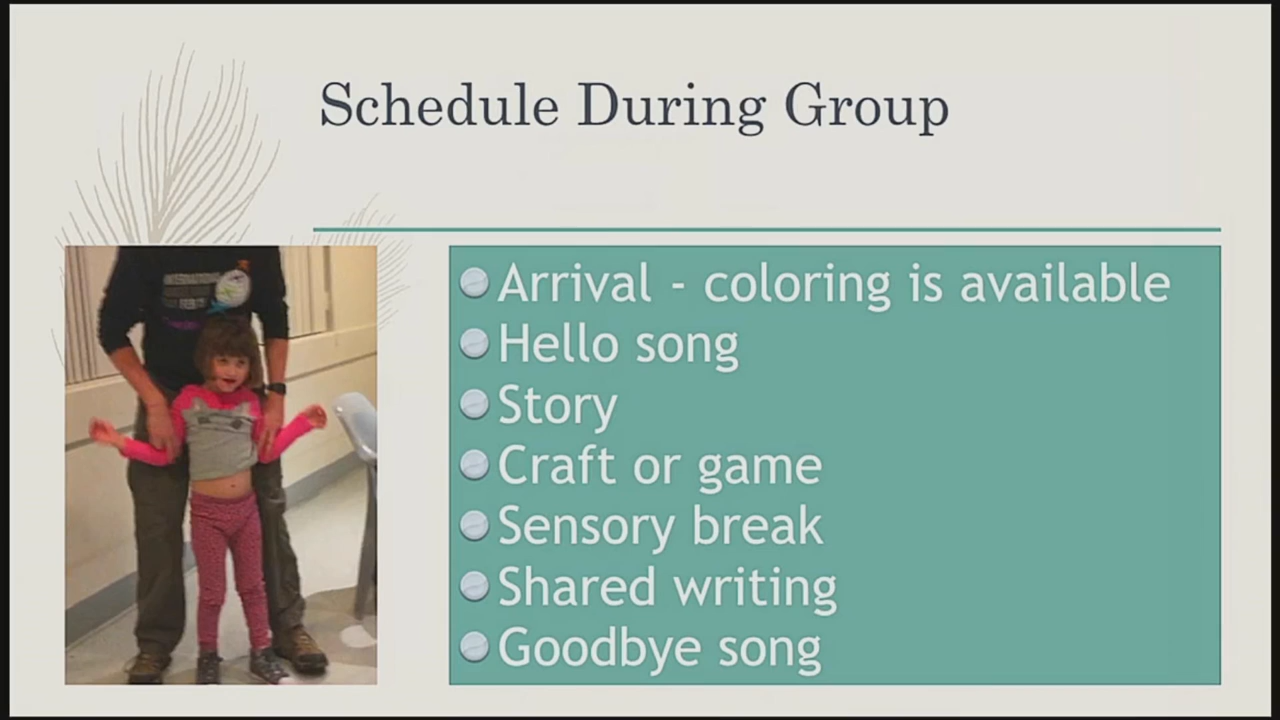 Schedule During Group
Arrival - coloring is available
Hello song
Story
Craft or game
Sensory break
Shared writing
Goodbye song